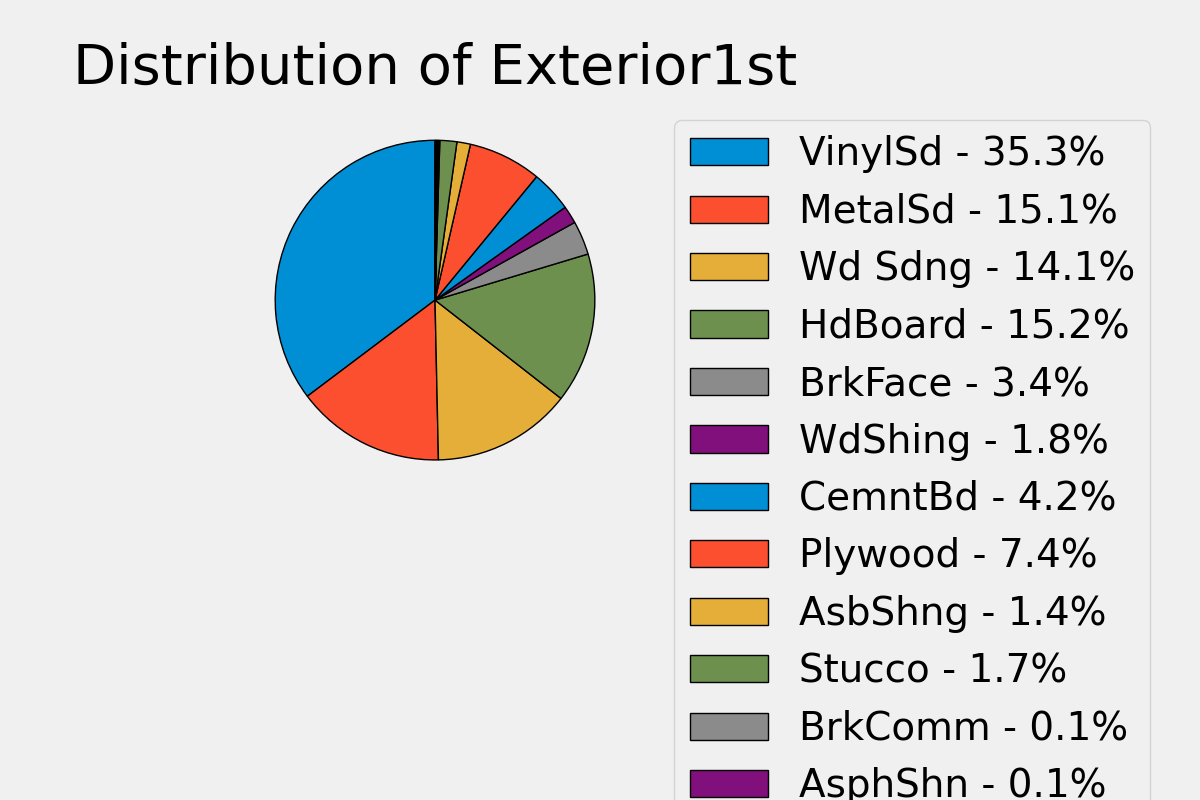 Distribution of Exterior1st
VinylSd - 35.3%
MetalSd - 15.1%
Wd Sdng - 14.1%
HdBoard - 15.2%
BrkFace - 3.4%
WdShing - 1.8%
CemntBd - 4.2%
Plywood - 7.4%
AsbShng - 1.4%
Stucco - 1.7%
BrkComm - 0.1%
AsphShn - 0.1%